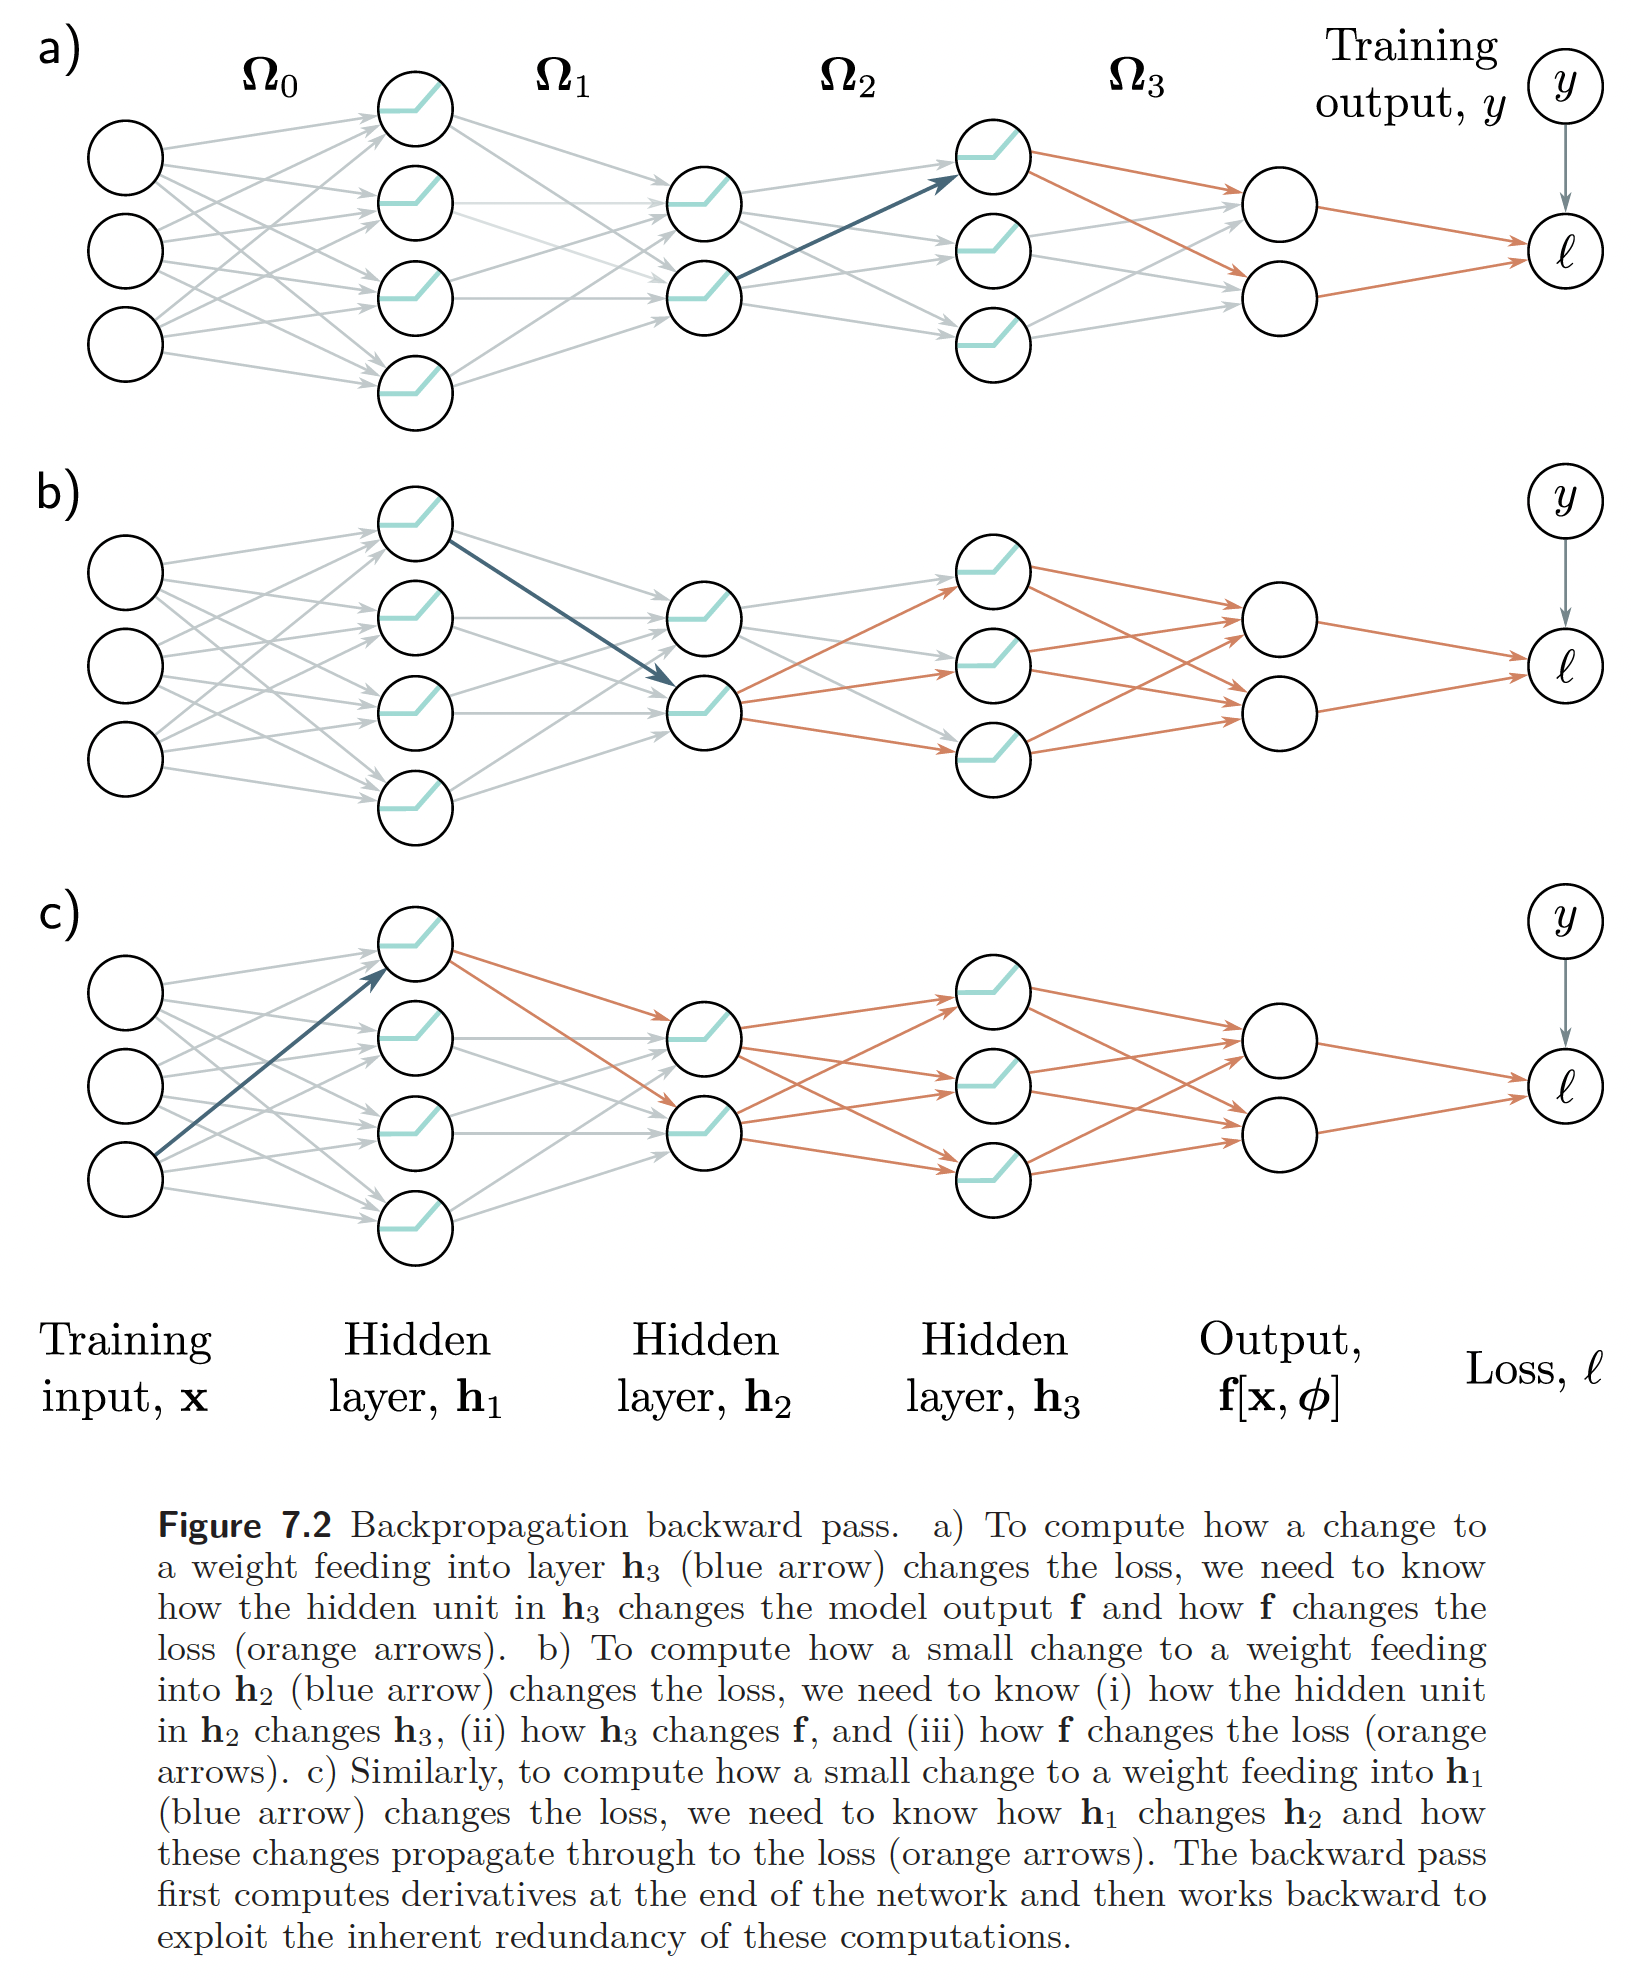 a)
Ω0 Ω1 Ω2 Ω3
Training
output, y
y
ℓ
b)
y
ℓ
c)
y
ℓ
Training
input, x
Hidden
layer, h1
Hidden
layer, h2
Hidden
layer, h3
Output,
f[x, ϕ]
Loss, ℓ
Figure 7.2 Backpropagation backward pass. a) To compute how a change to
a weight feeding into layer h3 (blue arrow) changes the loss, we need to know
how the hidden unit in h3 changes the model output f and how f changes the
loss (orange arrows). b) To compute how a small change to a weight feeding
into h2 (blue arrow) changes the loss, we need to know (i) how the hidden unit
in h2 changes h3, (ii) how h3 changes f, and (iii) how f changes the loss (orange
arrows). c) Similarly, to compute how a small change to a weight feeding into h1
(blue arrow) changes the loss, we need to know how h1 changes h2 and how
these changes propagate through to the loss (orange arrows). The backward pass
first computes derivatives at the end of the network and then works backward to
exploit the inherent redundancy of these computations.